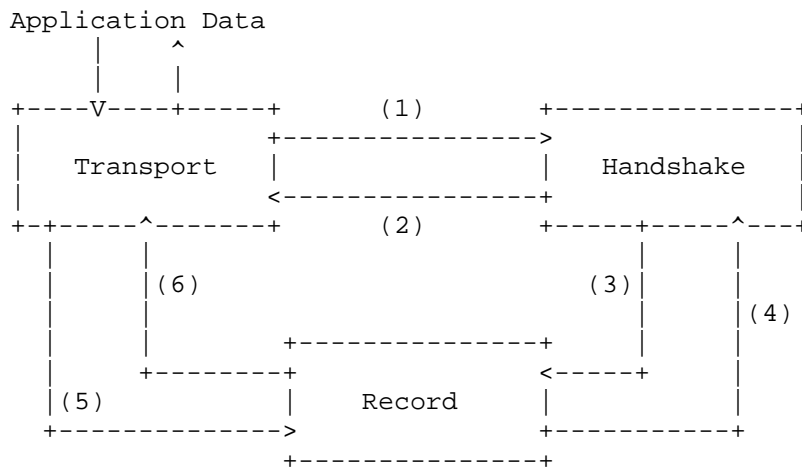 Application Data
(1)
Transport Handshake
(2)
(6) (3)
(4)
(5) Record